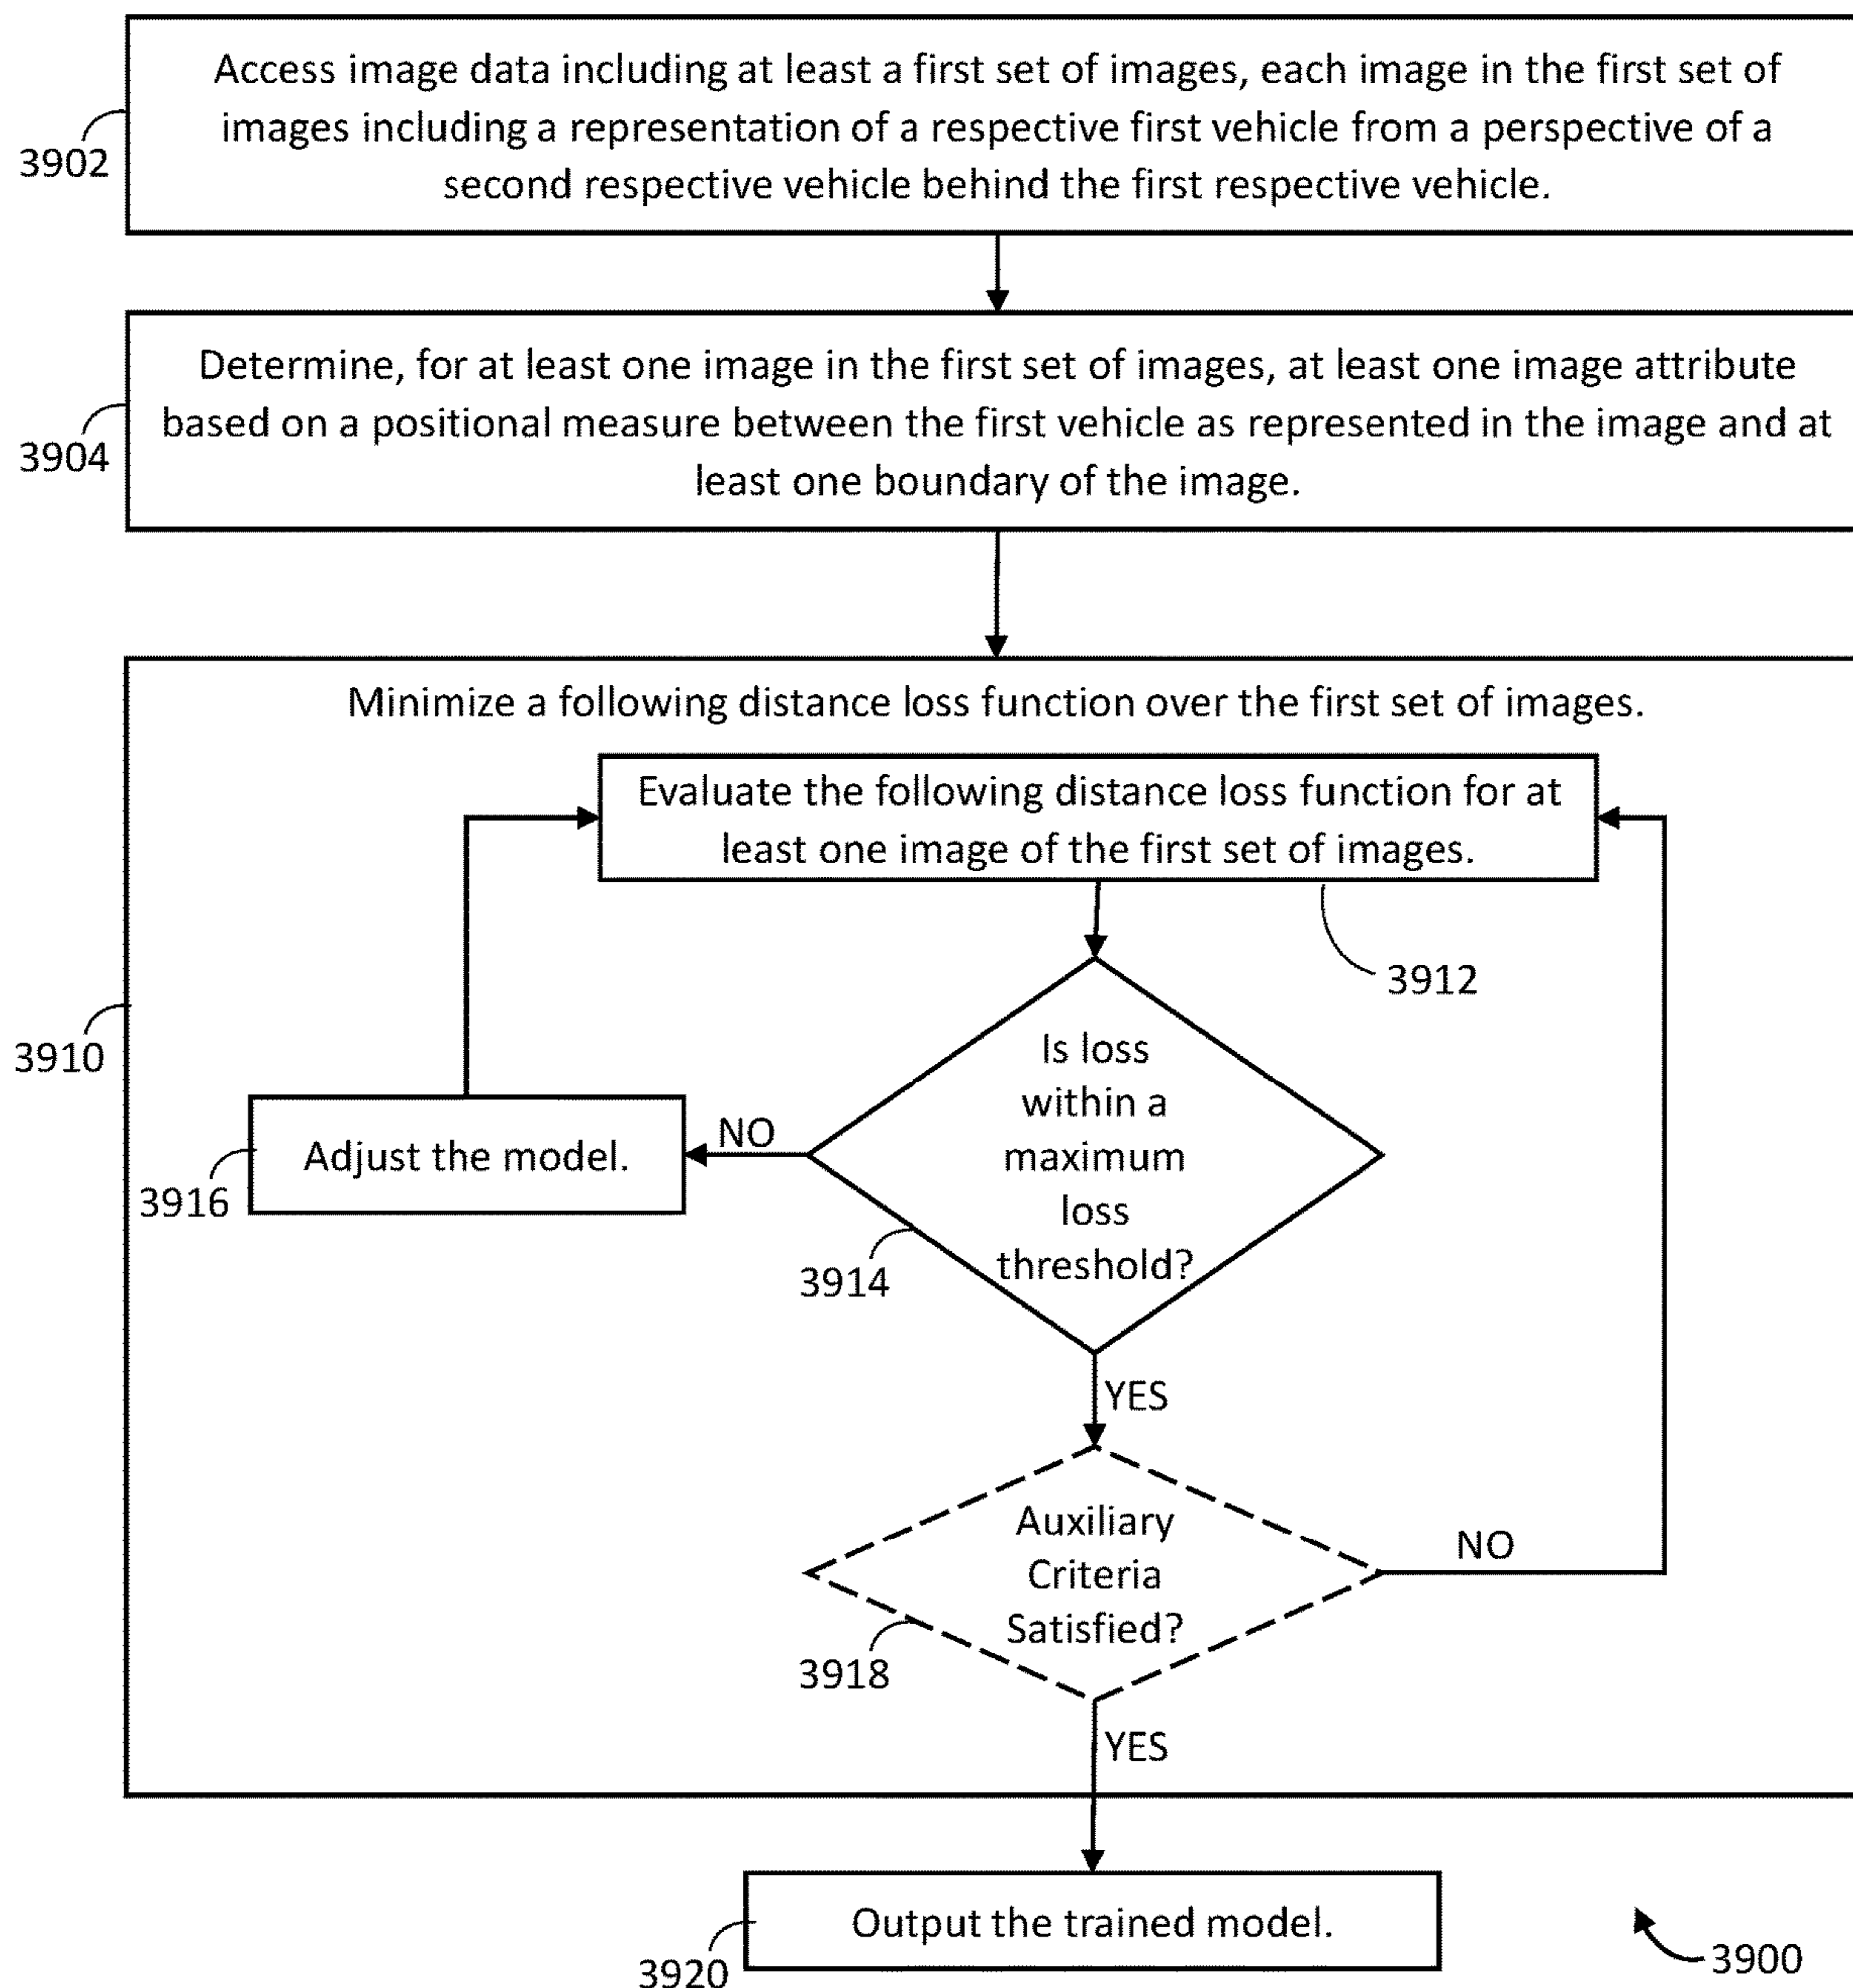 Access image data including at least a first set of images, each image in the first set of
images including a representation of a respective first vehicle from a perspective of a
second respective vehicle behind the first respective vehicle.
3902
Determine, for at least one image in the first set of images, at least one image attribute
based on a positional measure between the first vehicle as represented in the image and at
least one boundary of the image.
3904
Minimize a following distance loss function over the first set of images.
Evaluate the following distance loss function for at
least one image of the first set of images.
3912
3910
Is loss
within a
maximum
loss
threshold?
NO
Adjust the model.
3916
3914
YES
Auxiliary
Criteria
Satisfied?
NO
3918
YES
Output the trained model.
3920
3900